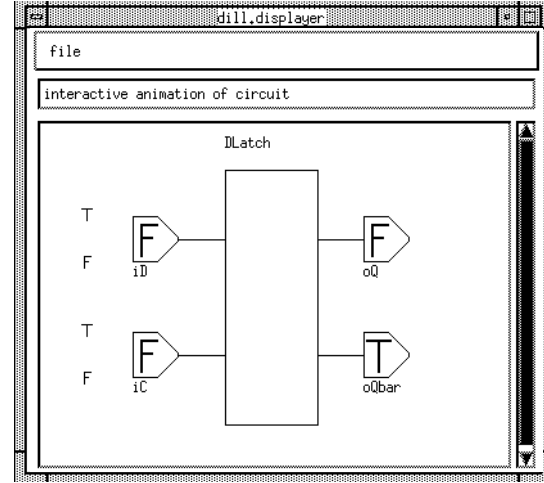 dill.displayer
file
interactive animation of circuit
DLatch
T
F
F
F
iD
oQ
T
F
F
T
iC
oQbar